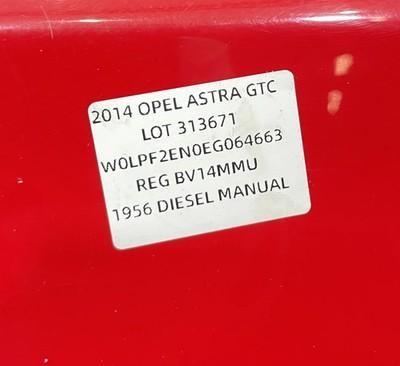 2014 OPEL ASTRA GTC
LOT 313671
W0LPF2EN0EG064663
REG BV14MMU
1956 DIESEL MANUAL